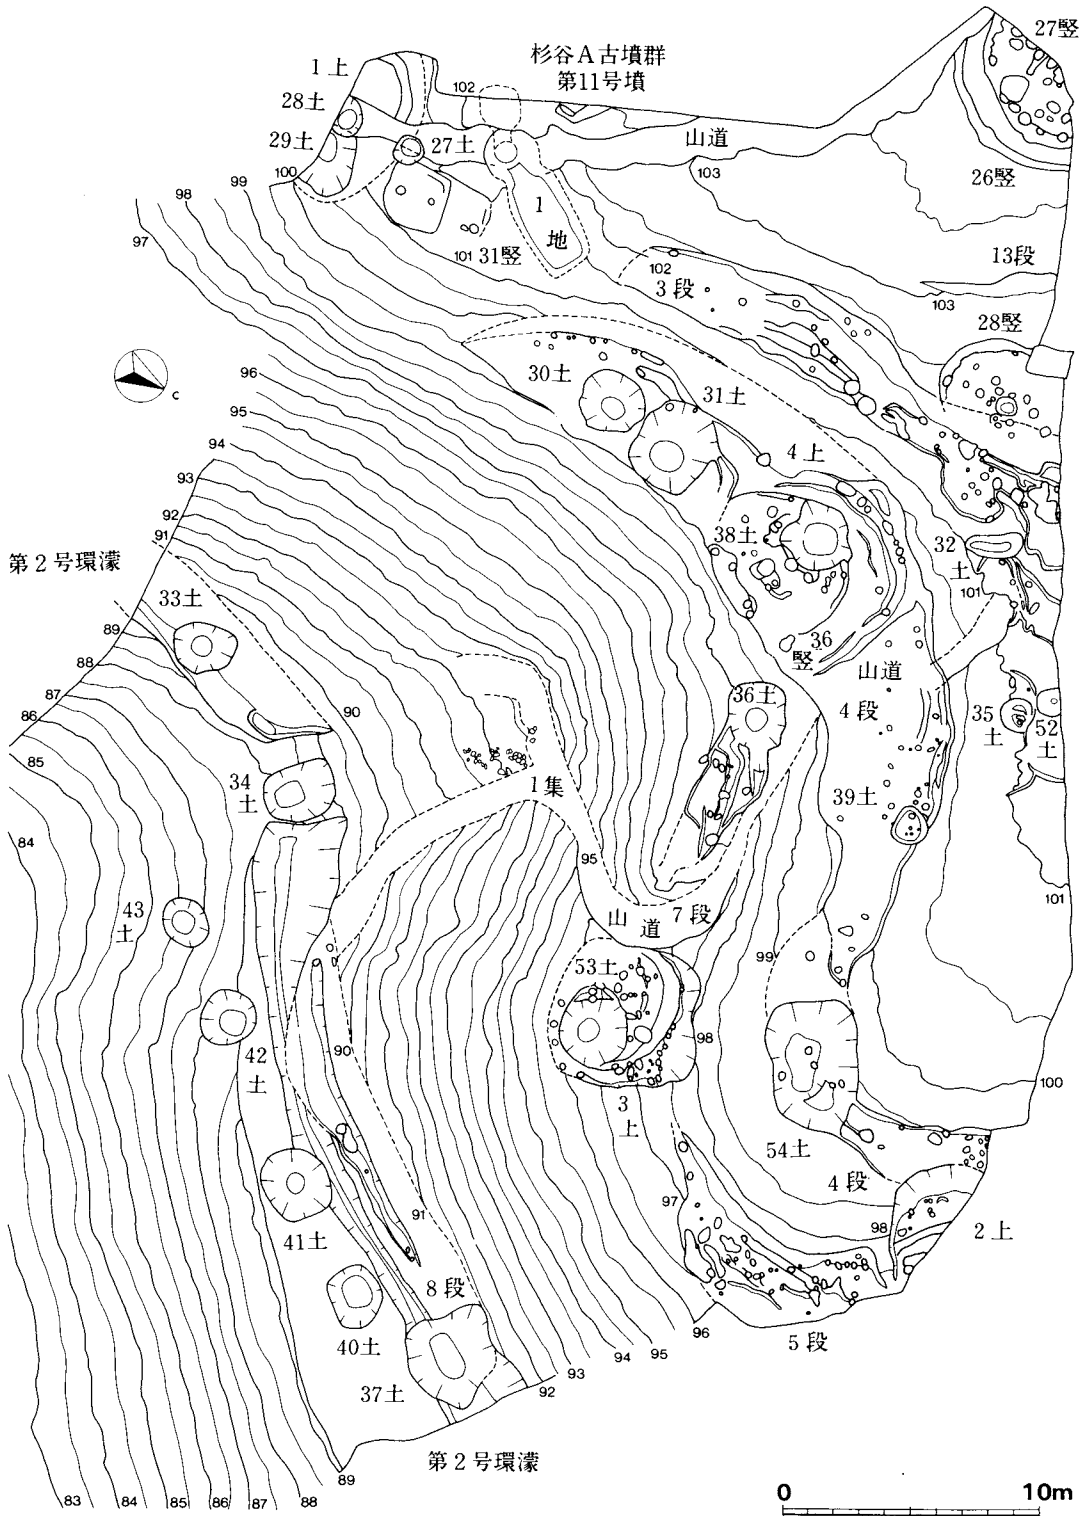 27竪
杉谷A古墳群
第11号墳
1上
102
28土
29土
27土
山道
103
26竪
100
99
98
97
1
地
101
31竪
13段
102
3段
103
28竪
30土
31土
C
96
95
94
93
92
91
4上
第2号環濠
38土
32
土
101
33土
89
88
87
86
85
84
36
竪
山道
36土
4段
35
土
52
土
90
34
土
1集
39土
95
101
43
土
山道
7段
99
53土
98
42
土
90
100
3
上
54土
4段
97
98
2上
91
41土
8段
96
5段
95
94
93
92
40土
37土
第2号環濠
89
88
87
86
85
84
83
0
10m